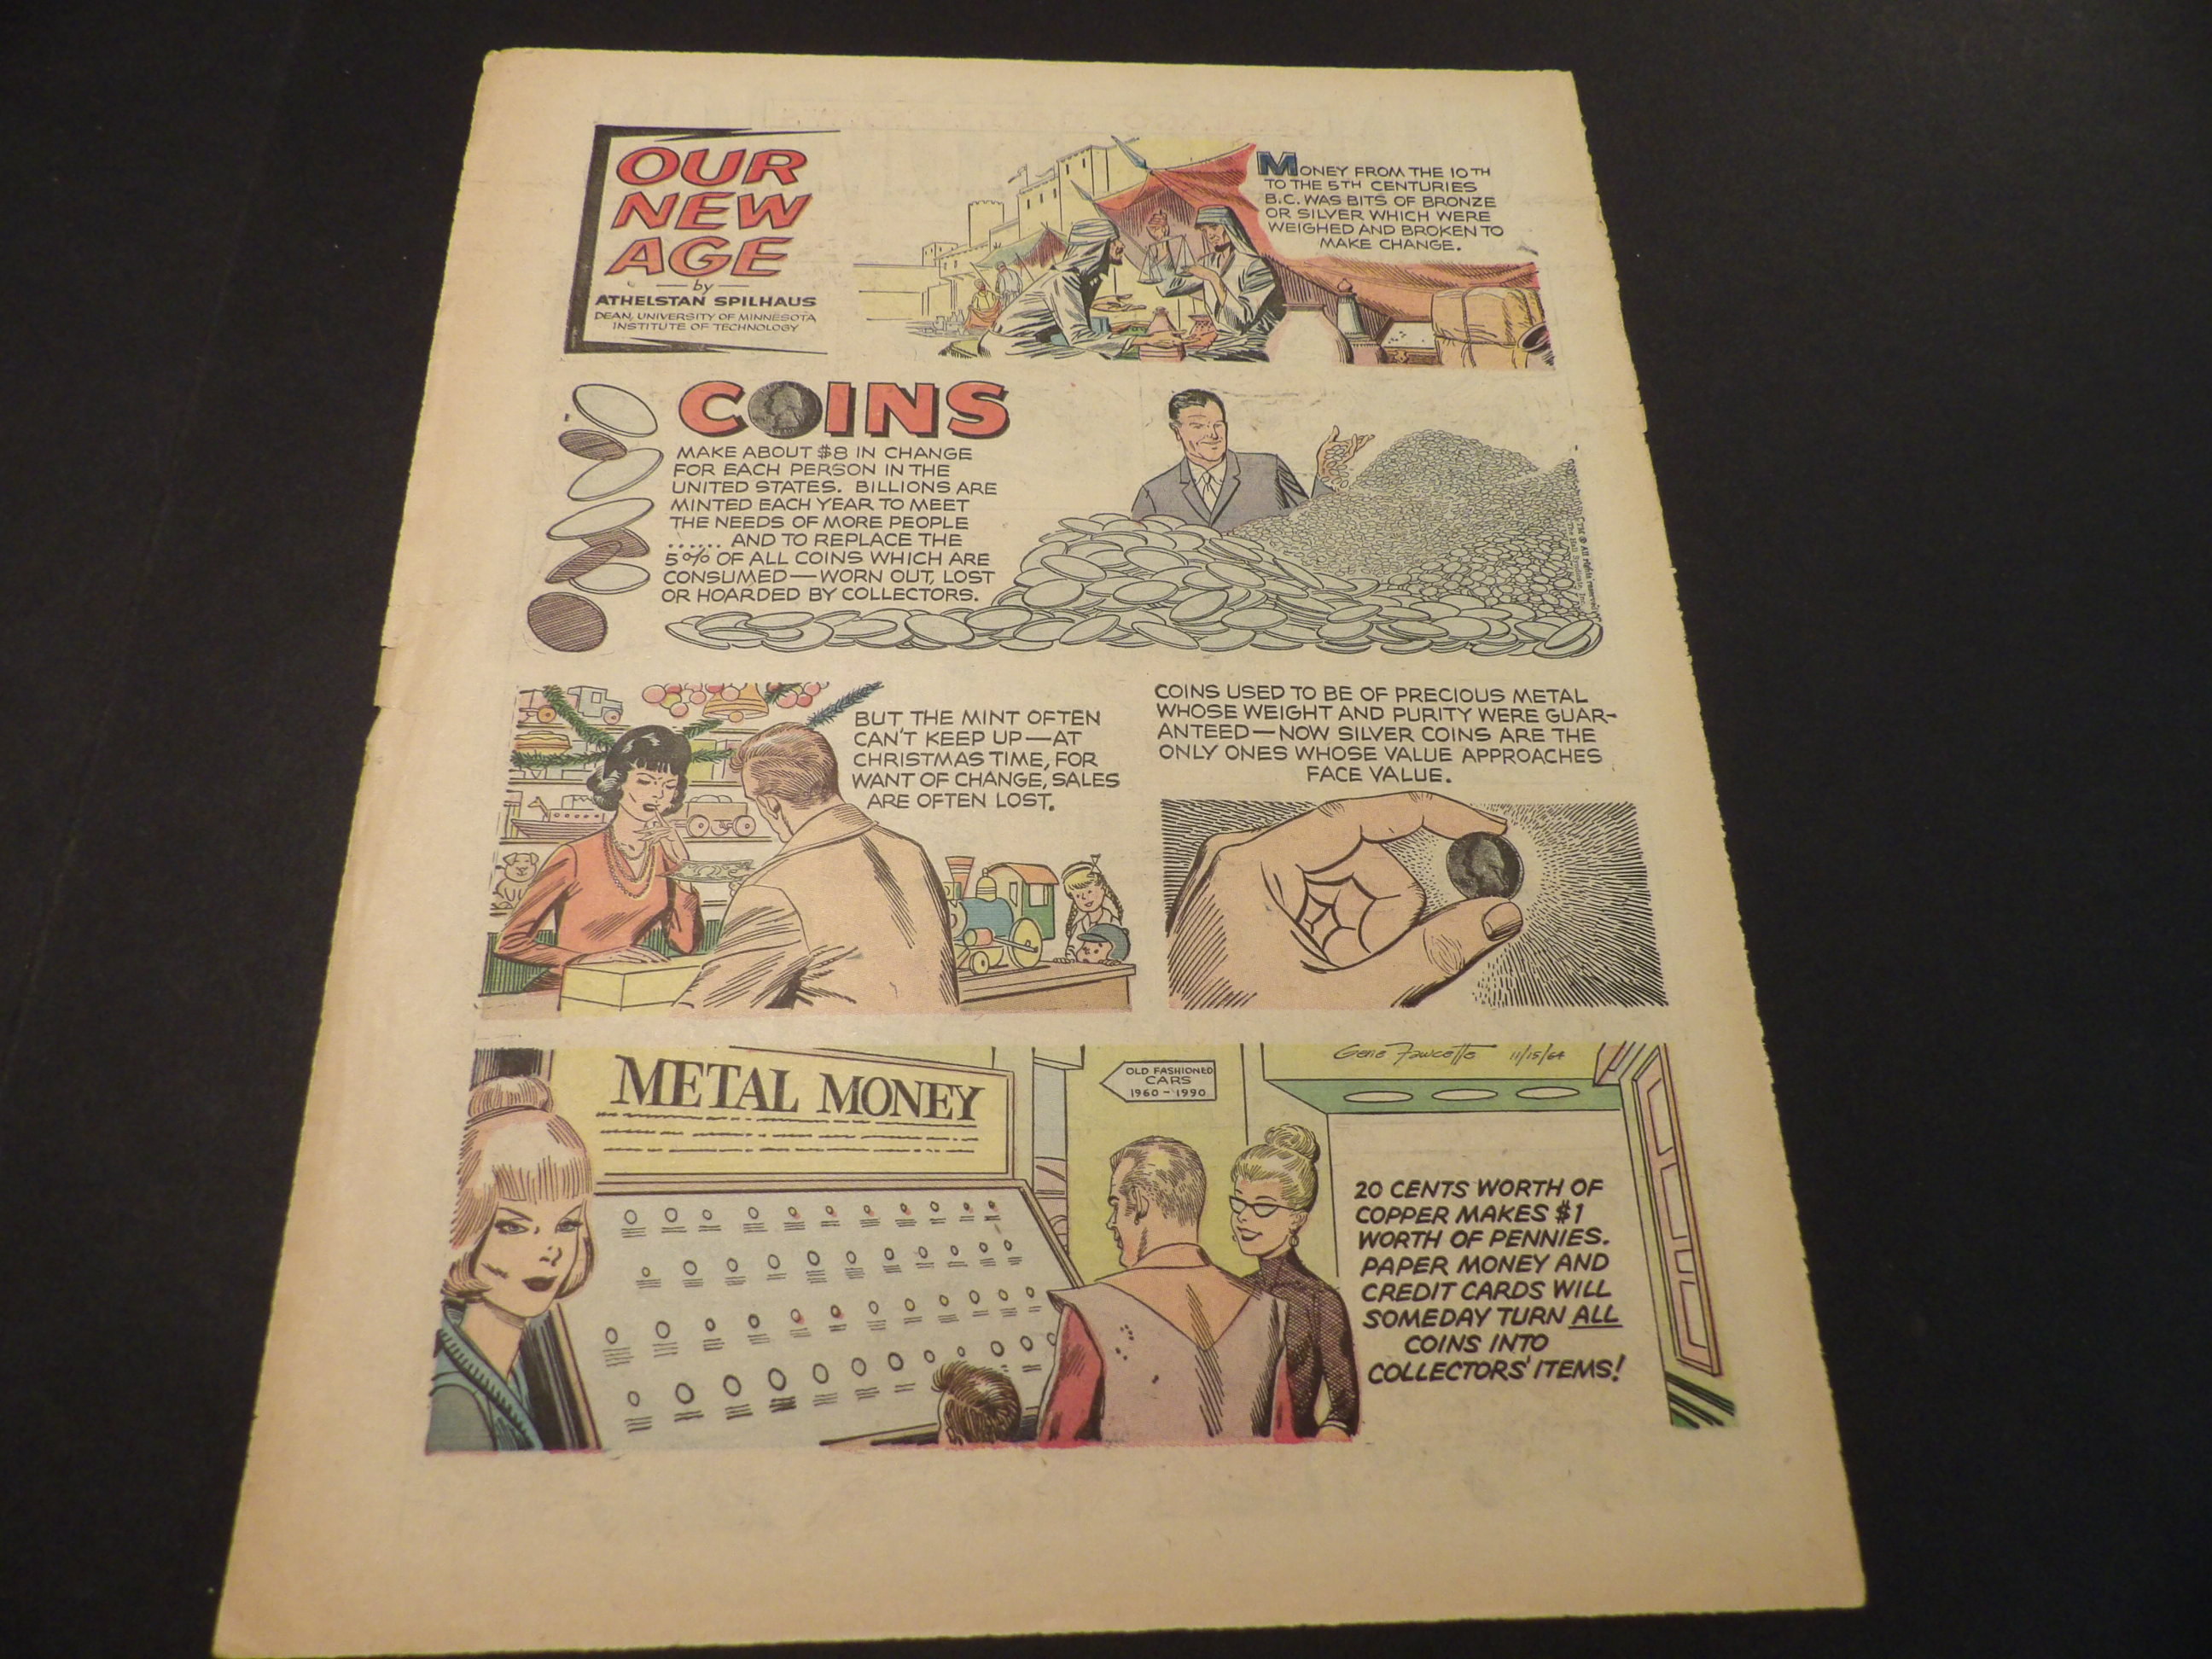 OUR
NEW
AGE
by
ATHELSTAN SPILHAUS
DEAN, UNIVERSITY OF MINNESOTA
INSTITUTE OF TECHNOLOGY
MONEY FROM THE 10TH
TO THE 5TH CENTURIES
B.C. WAS BITS OF BRONZE
OR SILVER WHICH WERE
WEIGHED AND BROKEN TO
MAKE CHANGE.
COINS
MAKE ABOUT $8 IN CHANGE
FOR EACH PERSON IN THE
UNITED STATES. BILLIONS ARE
MINTED EACH YEAR TO MEET
THE NEEDS OF MORE PEOPLE
...... AND TO REPLACE THE
5% OF ALL COINS WHICH ARE
CONSUMED—WORN OUT, LOST
OR HOARDED BY COLLECTORS.
All rights reserved
The Hall Syndicate, Inc.
BUT THE MINT OFTEN
CAN'T KEEP UP—AT
CHRISTMAS TIME, FOR
WANT OF CHANGE, SALES
ARE OFTEN LOST.
COINS USED TO BE OF PRECIOUS METAL
WHOSE WEIGHT AND PURITY WERE GUAR-
ANTEED—NOW SILVER COINS ARE THE
ONLY ONES WHOSE VALUE APPROACHES
FACE VALUE.
METAL MONEY
OLD FASHIONED
CARS
1960-1990
Gene Fawcette 11/15/64
20 CENTS WORTH OF
COPPER MAKES $1
WORTH OF PENNIES.
PAPER MONEY AND
CREDIT CARDS WILL
SOMEDAY TURN ALL
COINS INTO
COLLECTORS' ITEMS!